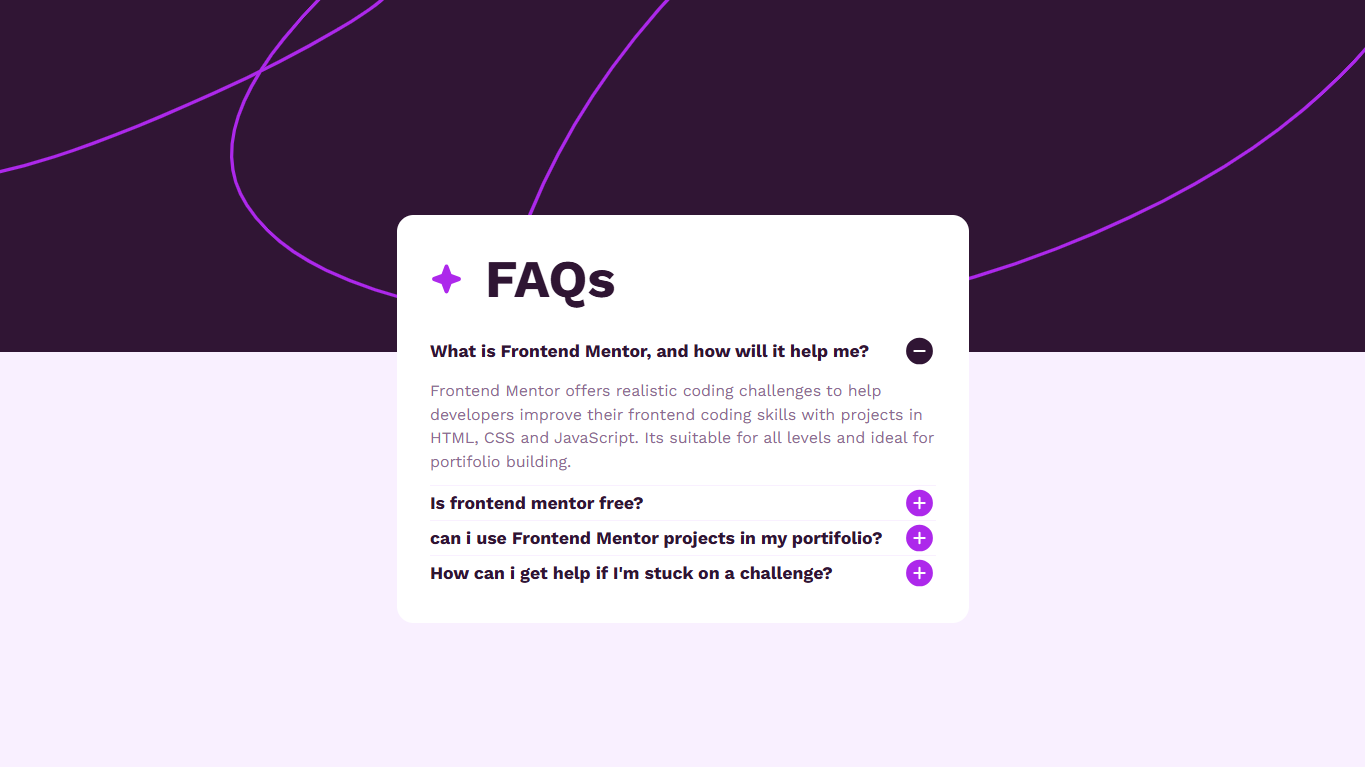 FAQs
What is Frontend Mentor, and how will it help me?
Frontend Mentor offers realistic coding challenges to help
developers improve their frontend coding skills with projects in
HTML, CSS and JavaScript. Its suitable for all levels and ideal for
portfolio building.
Is frontend mentor free?
can i use Frontend Mentor projects in my portifolio?
How can i get help if I'm stuck on a challenge?